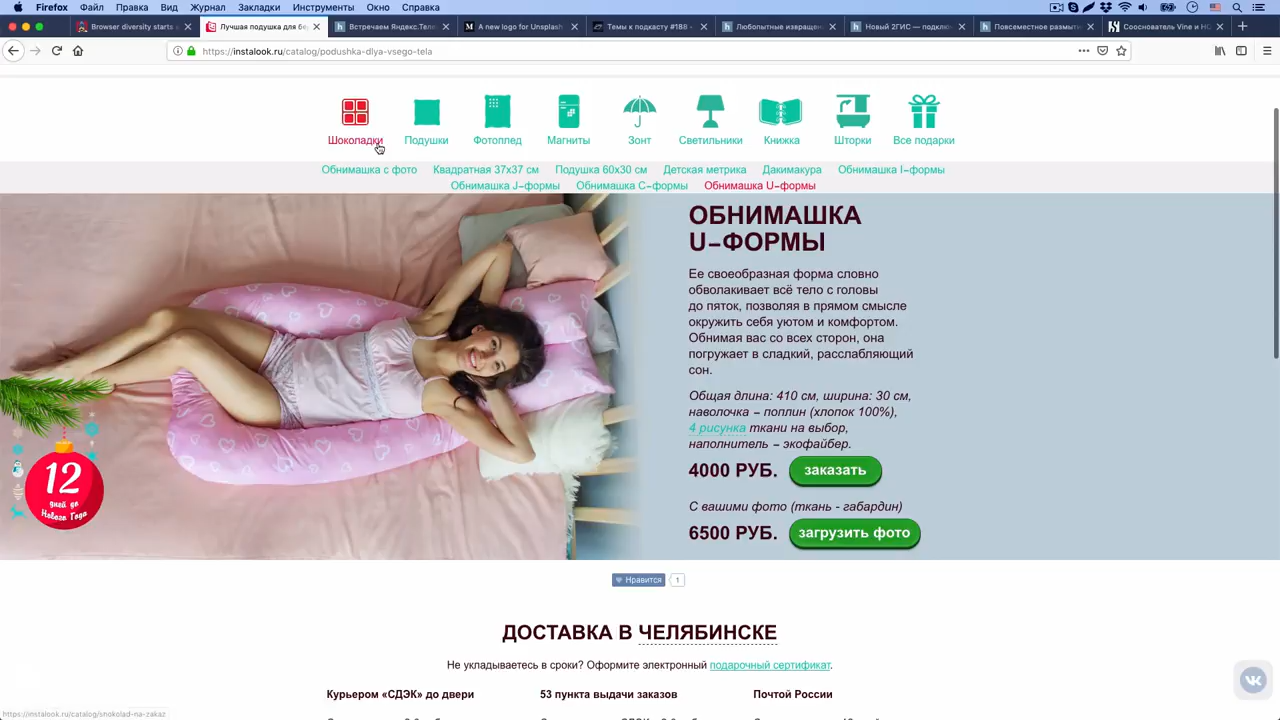 Firefox Файл Правка Вид Журнал Закладки Инструменты Окно Справка
Browser diversity starts
Лучшая подушка для бе
Встречаем Яндекс.Теле
A new logo for Unsplash
Темы к подкасту #188
Любопытные извращен
Новый 2ГИС — подклю
Повсеместное размыти
Сооснователь Vine и HQ
https://instalook.ru/catalog/podushka-dlya-vsego-tela
Шоколадки Подушки Фотоплед Магниты Зонт Светильники Книжка Шторки Все подарки
Обнимашка с фото Квадратная 37х37 см Подушка 60х30 см Детская метрика Дакимакура Обнимашка I-формы
Обнимашка J-формы Обнимашка С-формы Обнимашка U-формы
ОБНИМАШКА
U-ФОРМЫ
Ее своеобразная форма словно
обволакивает всё тело с головы
до пяток, позволяя в прямом смысле
окружить себя уютом и комфортом.
Обнимая вас со всех сторон, она
погружает в сладкий, расслабляющий
сон.
Общая длина: 410 см, ширина: 30 см,
наволочка – поплин (хлопок 100%),
4 рисунка ткани на выбор,
наполнитель – экофайбер.
4000 РУБ. заказать
С вашими фото (ткань - габардин)
6500 РУБ. загрузить фото
12
дней до
Нового Года
Нравится 1
ДОСТАВКА В ЧЕЛЯБИНСКЕ
Не укладываетесь в сроки? Оформите электронный подарочный сертификат.
Курьером «СДЭК» до двери 53 пункта выдачи заказов Почтой России
https://instalook.ru/catalog/shokolad-na-zakaz